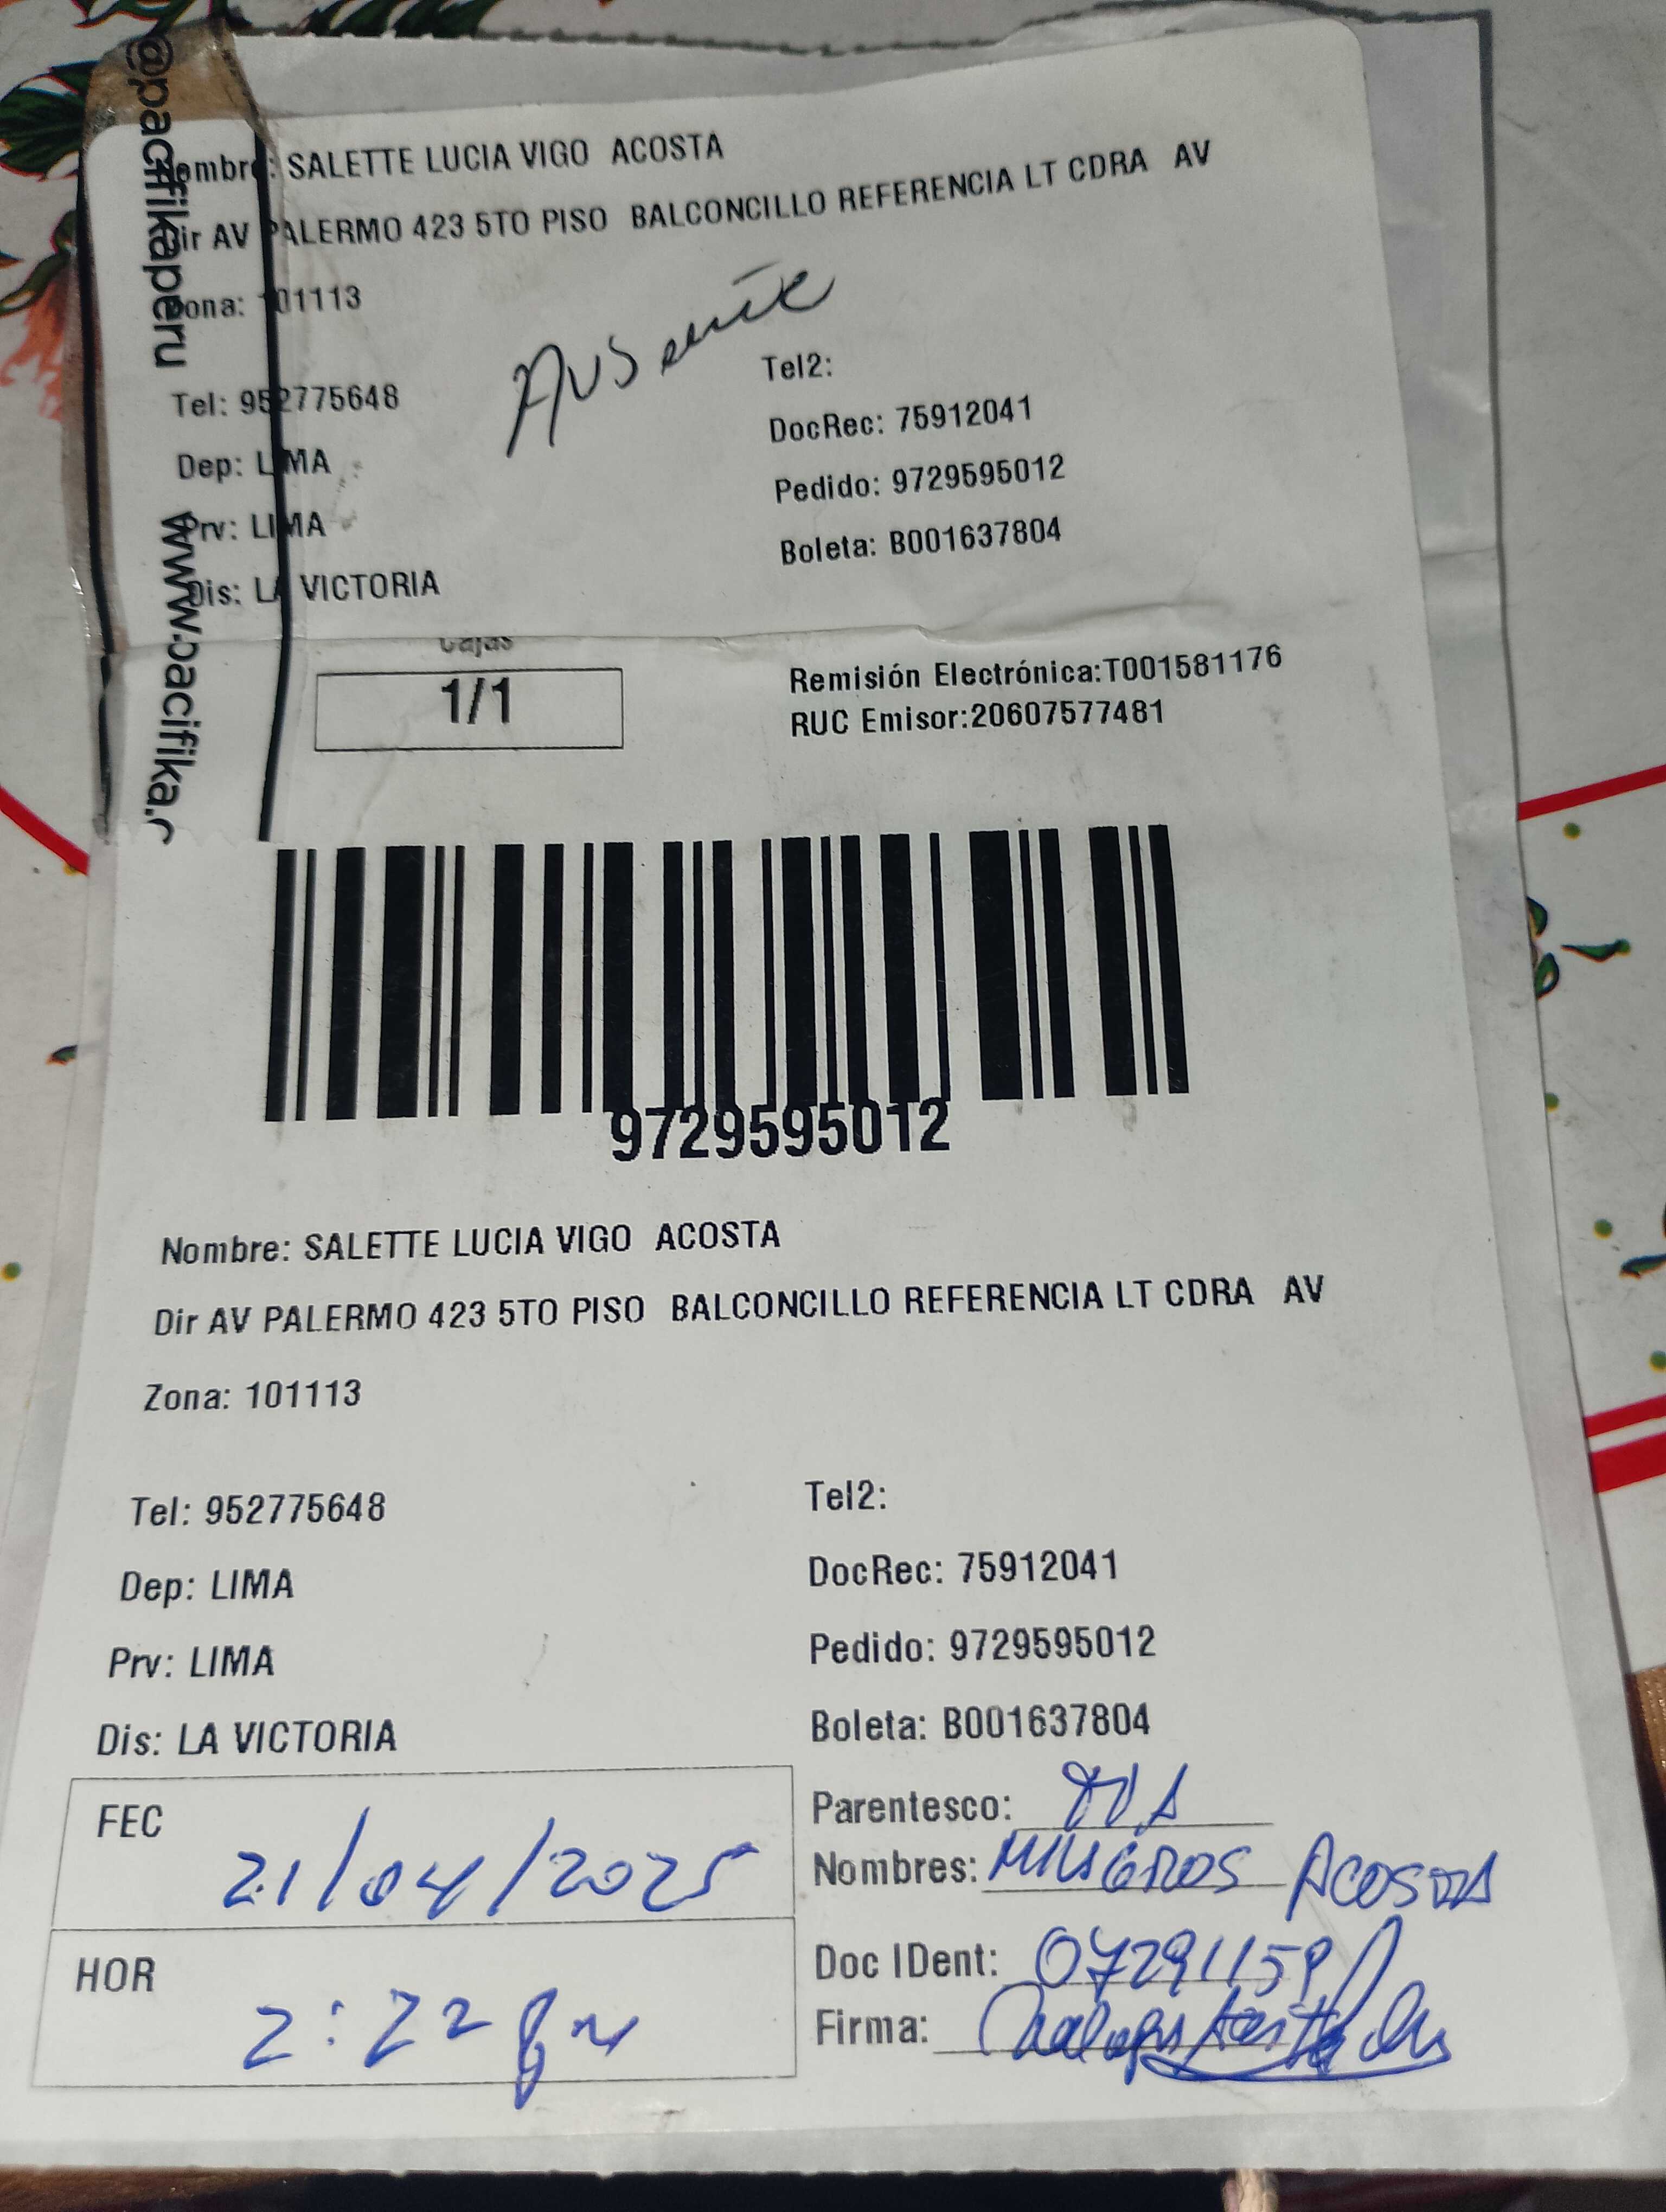 @pacifikaperu
www.pacifika.c
Nombre: SALETTE LUCIA VIGO ACOSTA
Dir AV PALERMO 423 5TO PISO BALCONCILLO REFERENCIA LT CDRA AV
Zona: 101113
Ausente
Tel: 952775648
Tel2:
Dep: LIMA
DocRec: 75912041
Prv: LIMA
Pedido: 9729595012
Dis: LA VICTORIA
Boleta: B001637804
Cajas
1/1
Remisión Electrónica:T001581176
RUC Emisor:20607577481
9729595012
Nombre: SALETTE LUCIA VIGO ACOSTA
Dir AV PALERMO 423 5TO PISO BALCONCILLO REFERENCIA LT CDRA AV
Zona: 101113
Tel: 952775648
Tel2:
Dep: LIMA
DocRec: 75912041
Prv: LIMA
Pedido: 9729595012
Dis: LA VICTORIA
Boleta: B001637804
FEC 21/04/2025
Parentesco: TIA
Nombres: MILAGROS ACOSTA
HOR 2:22 pm
Doc IDent: 07291159
Firma: